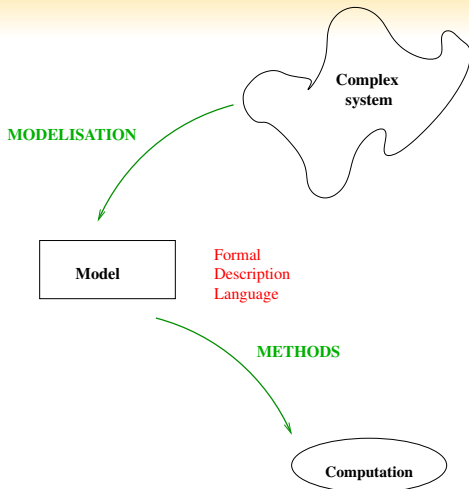 Complex
system
MODELISATION
Model
Formal
Description
Language
METHODS
Computation